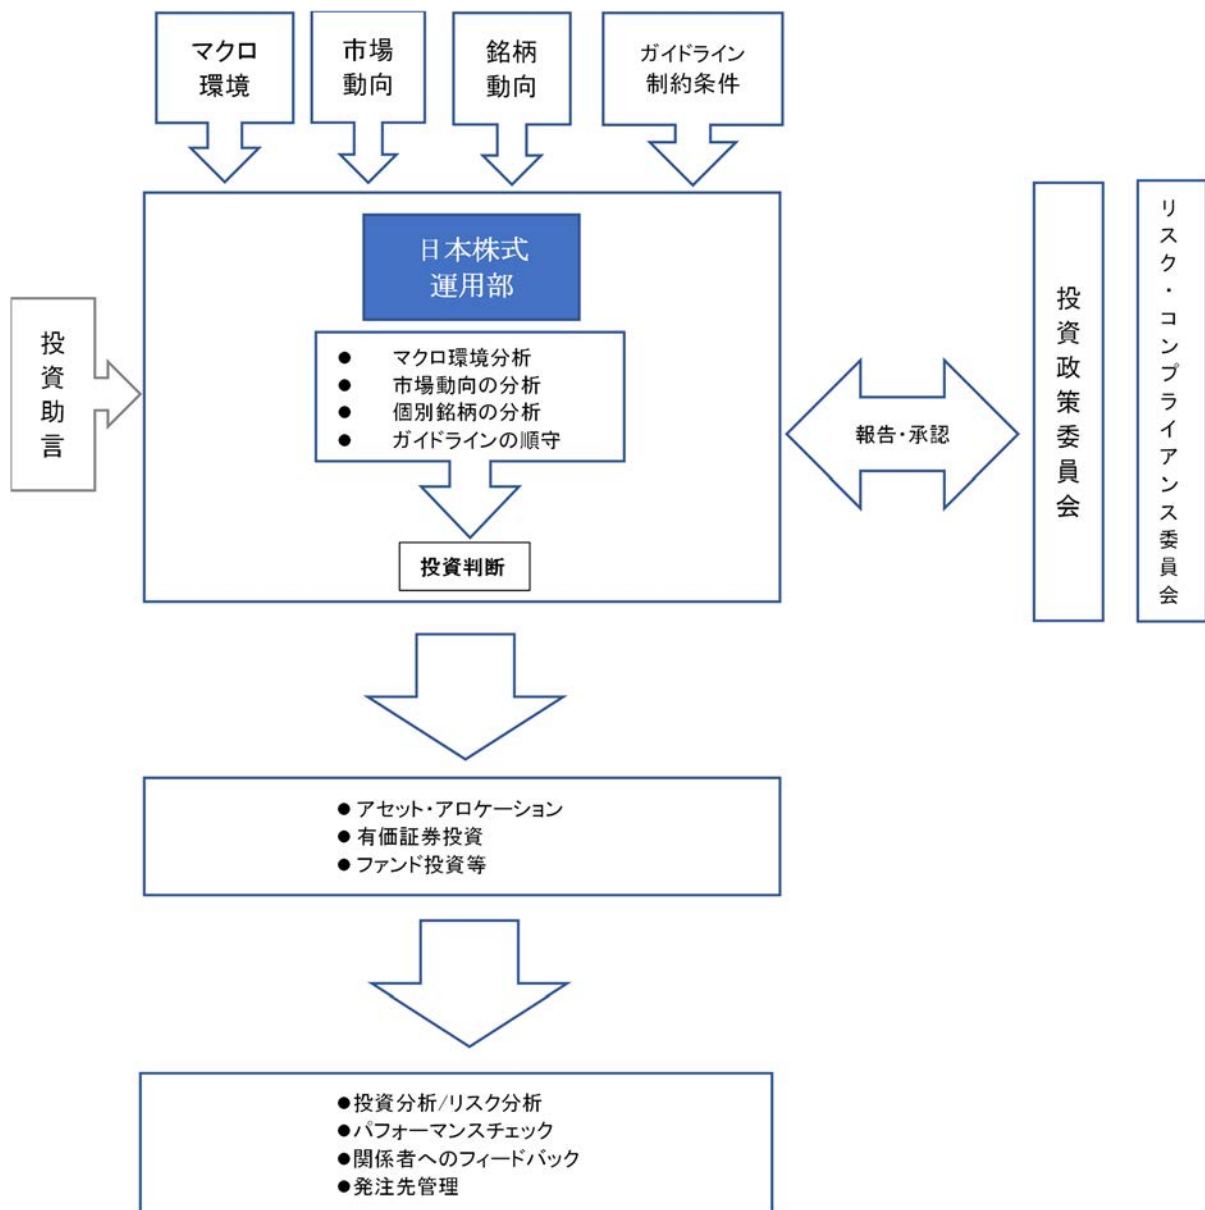 マクロ
環境
市場
動向
銘柄
動向
ガイドライン
制約条件
日本株式
運用部
● マクロ環境分析
● 市場動向の分析
● 個別銘柄の分析
● ガイドラインの順守
投資判断
投資助言
報告・承認
投資政策委員会
リスク・コンプライアンス委員会
● アセット・アロケーション
● 有価証券投資
● ファンド投資等
●投資分析/リスク分析
●パフォーマンスチェック
●関係者へのフィードバック
●発注先管理